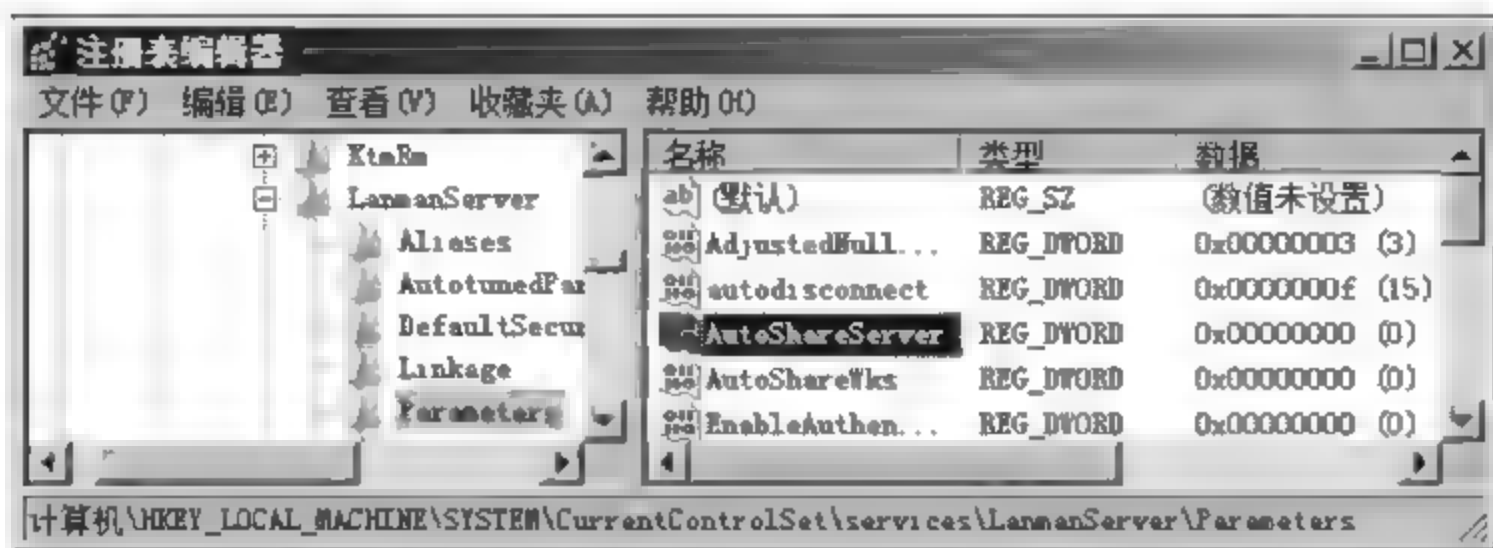 注册表编辑器
文件(F) 编辑(E) 查看(V) 收藏夹(A) 帮助(H)
KtmRm
LanmanServer
Aliases
AutotunedPar
DefaultSecur
Linkage
Parameters
名称 类型 数据
(默认) REG_SZ (数值未设置)
AdjustedNull... REG_DWORD 0x00000003 (3)
autodisconnect REG_DWORD 0x0000000f (15)
AutoShareServer REG_DWORD 0x00000000 (0)
AutoShareWks REG_DWORD 0x00000000 (0)
EnableAuthen... REG_DWORD 0x00000000 (0)
计算机\HKEY_LOCAL_MACHINE\SYSTEM\CurrentControlSet\services\LanmanServer\Parameters